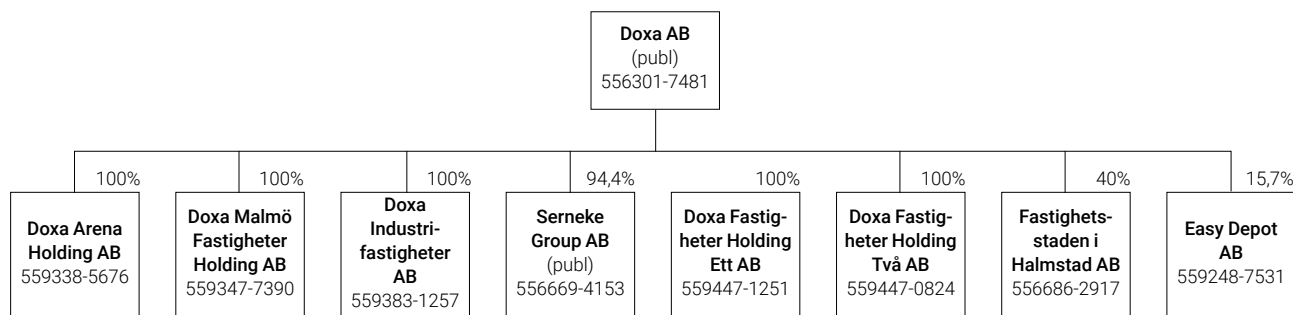 Doxa AB
(publ)
556301-7481
100%
Doxa Arena
Holding AB
559338-5676
100%
Doxa Malmö
Fastigheter
Holding AB
559347-7390
100%
Doxa
Industri-
fastigheter
AB
559383-1257
94,4%
Serneke
Group AB
(publ)
556669-4153
100%
Doxa Fastig-
heter Holding
Ett AB
559447-1251
100%
Doxa Fastig-
heter Holding
Två AB
559447-0824
40%
Fastighets-
staden i
Halmstad AB
556686-2917
15,7%
Easy Depot
AB
559248-7531